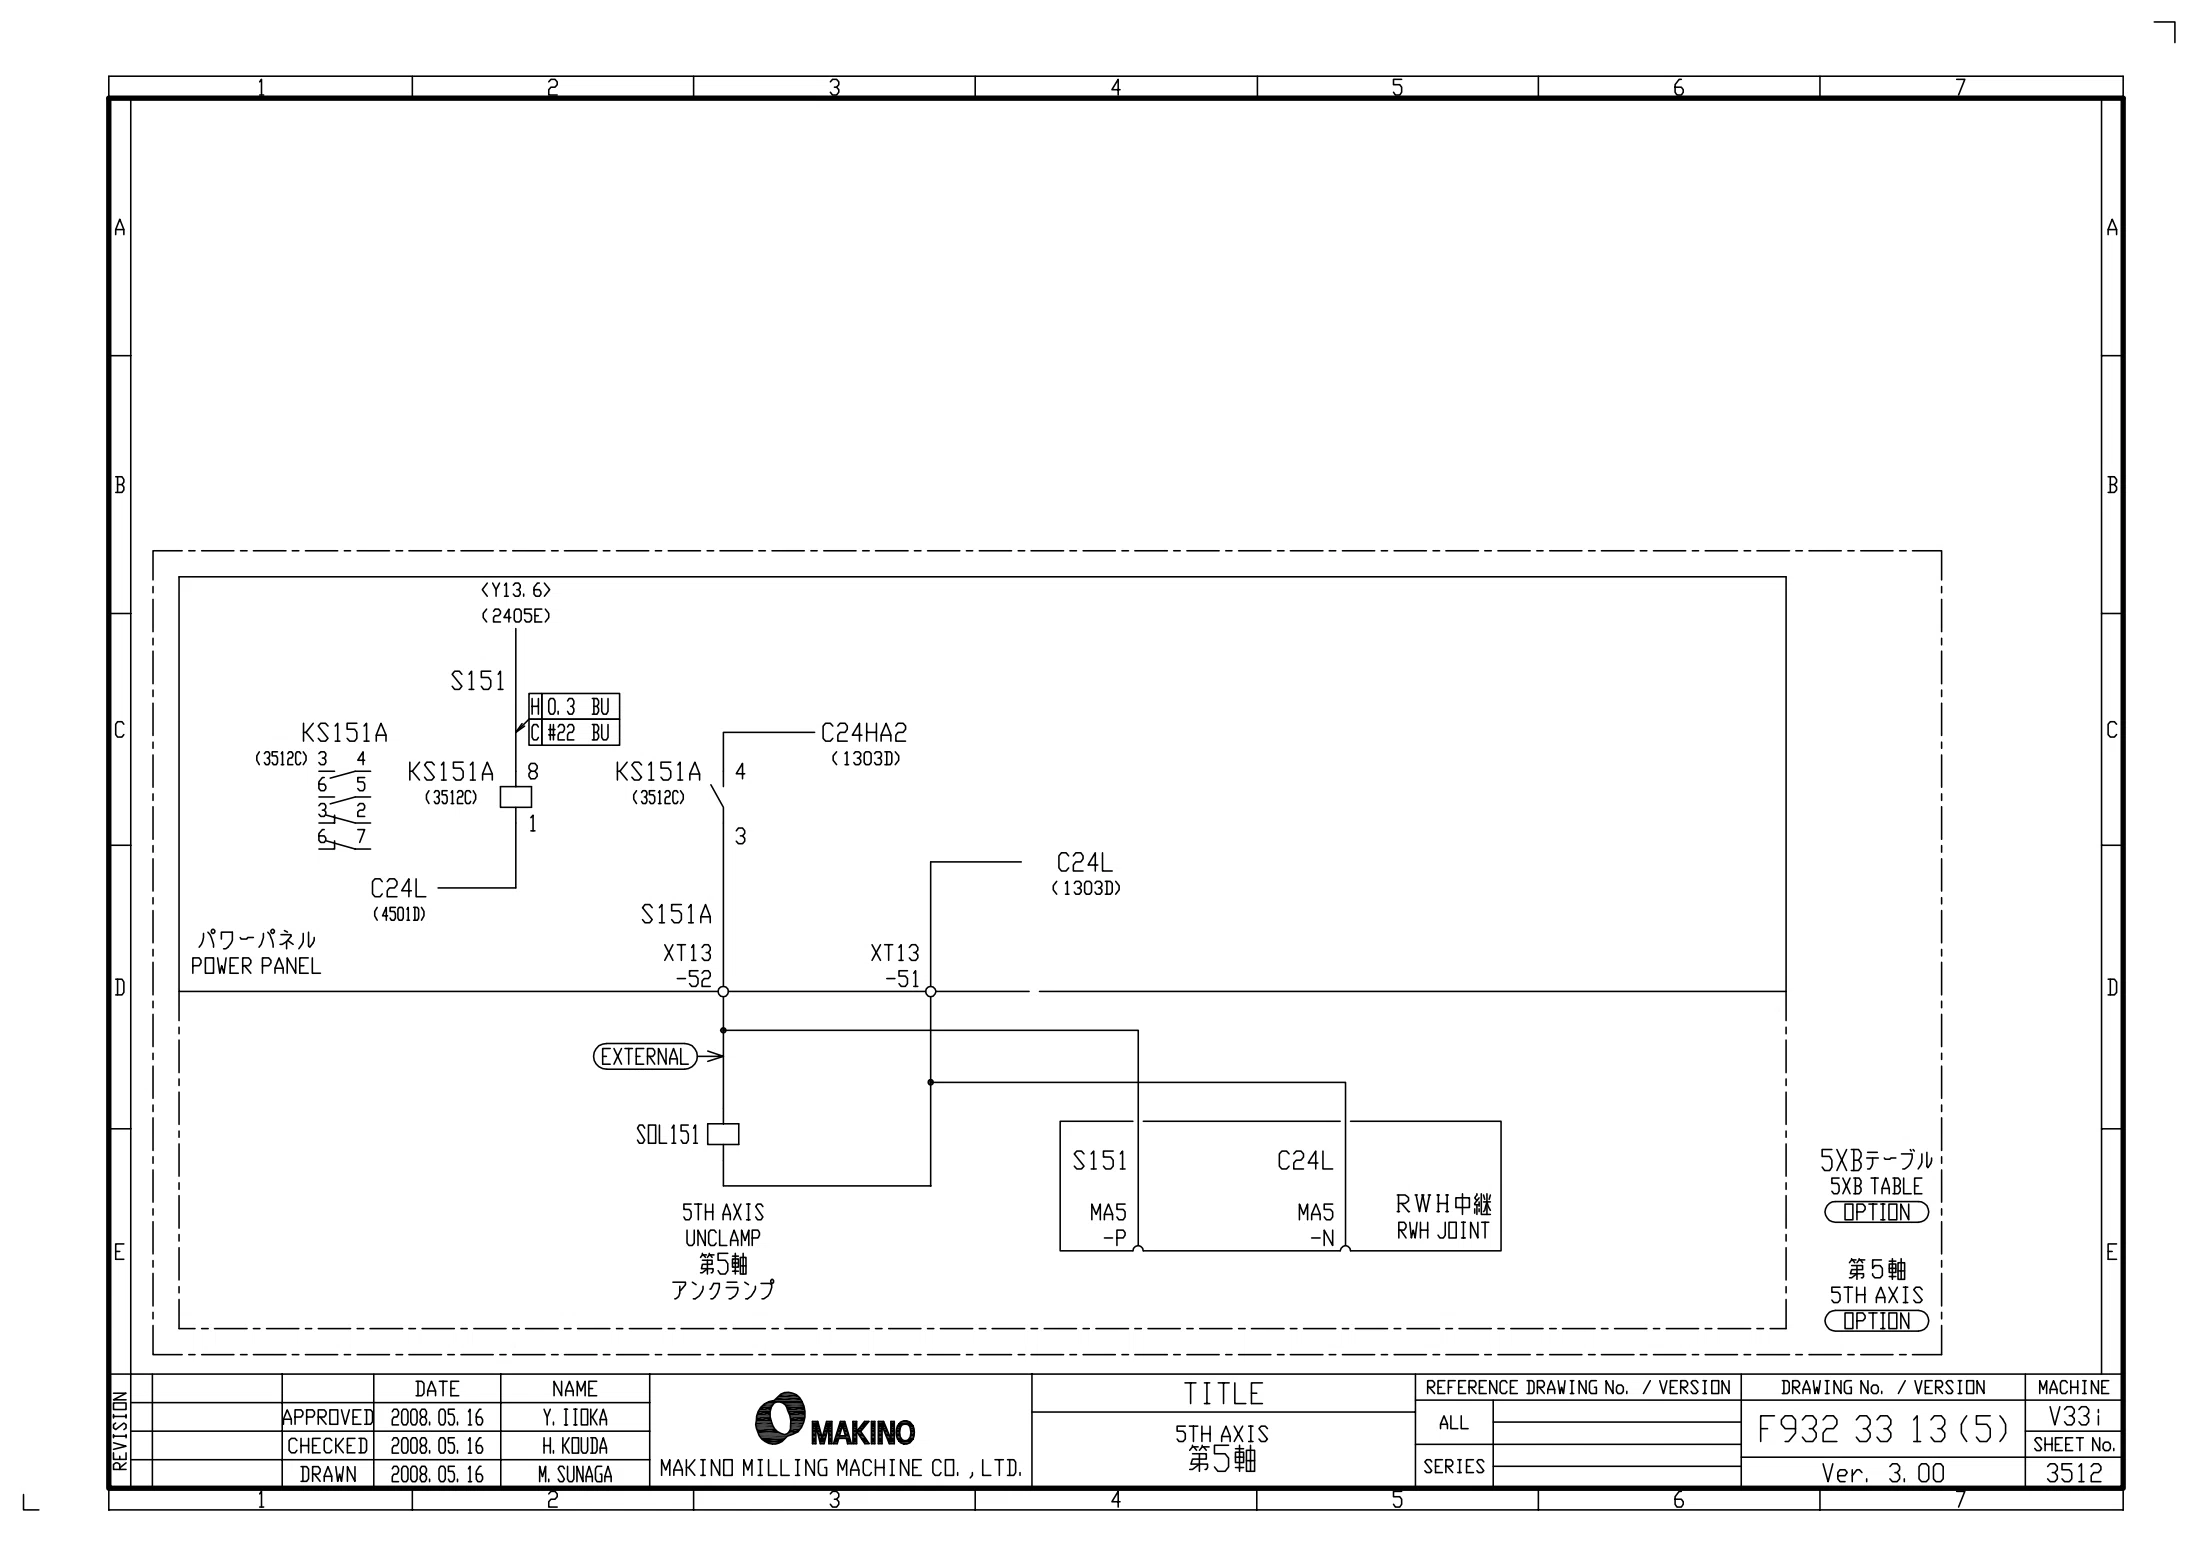 1 2 3 4 5 6 7
A A
B B
<Y13.6>
(2405E)
S151
H 0.3 BU
C #22 BU
C C
KS151A
(3512C) 3 4
6 5
3 2
6 7
KS151A 8
(3512C)
1
KS151A 4
(3512C)
3
C24HA2
(1303D)
C24L
(1303D)
C24L
(4501D)
S151A
パワーパネル
POWER PANEL
XT13
-52
XT13
-51
D D
EXTERNAL
SOL151
S151
C24L
MA5
-P
MA5
-N
RWH中継
RWH JOINT
5TH AXIS
UNCLAMP
第5軸
アンクランプ
E E
5XBテーブル
5XB TABLE
OPTION
第5軸
5TH AXIS
OPTION
REVISION
DATE NAME
APPROVED 2008.05.16 Y. IIOKA
CHECKED 2008.05.16 H. KOUDA
DRAWN 2008.05.16 M. SUNAGA
MAKINO
MAKINO MILLING MACHINE CO.,LTD.
TITLE
5TH AXIS
第5軸
REFERENCE DRAWING No. / VERSION
ALL
SERIES
DRAWING No. / VERSION
F932 33 13(5)
Ver. 3.00
MACHINE
V33i
SHEET No.
3512
1 2 3 4 5 6 7